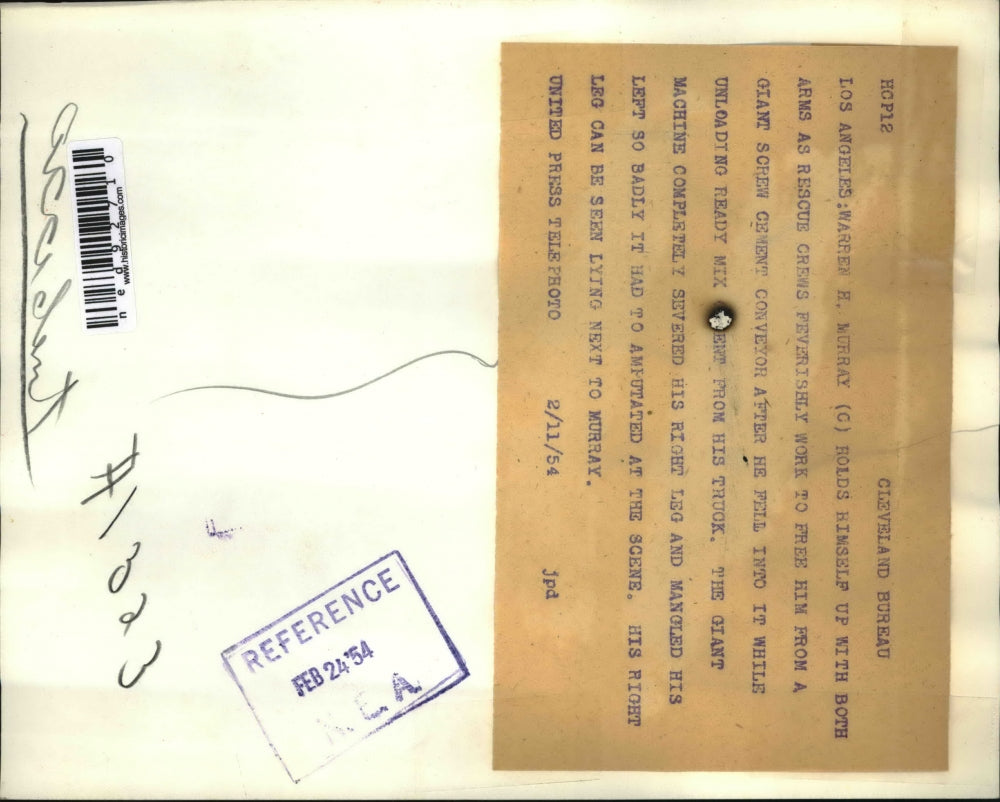 HCP12 CLEVELAND BUREAU
LOS ANGELES:WARREN H. MURRAY (C) HOLDS HIMSELF UP WITH BOTH
ARMS AS RESCUE CREWS FEVERISHLY WORK TO FREE HIM FROM A
GIANT SCREW CEMENT CONVEYOR AFTER HE FELL INTO IT WHILE
UNLOADING READY MIX ENT FROM HIS TRUCK. THE GIANT
MACHINE COMPLETELY SEVERED HIS RIGHT LEG AND MANGLED HIS
LEFT SO BADLY IT HAD TO AMPUTATED AT THE SCENE. HIS RIGHT
LEG CAN BE SEEN LYING NEXT TO MURRAY.
UNITED PRESS TELEPHOTO 2/11/54 jpd
www.historicimages.com
ned92710
REFERENCE
FEB 24 '54
N.E.A.